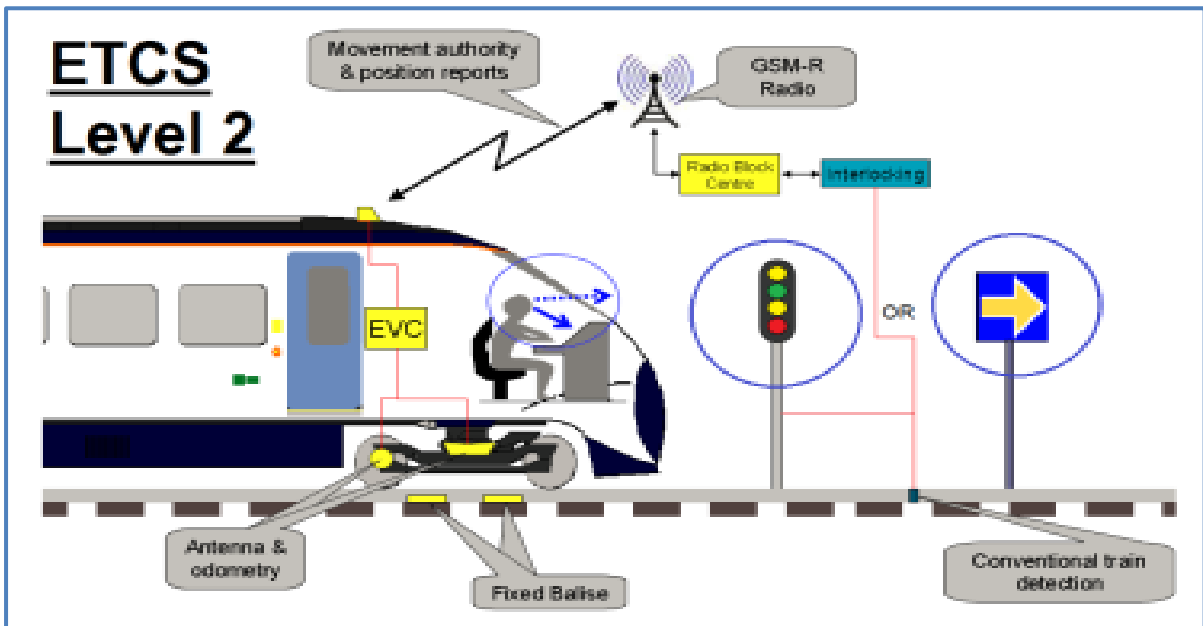 ETCS
Level 2
Movement authority
& position reports
GSM-R
Radio
Radio Block
Centre
Interlocking
EVC
OR
Antenna &
odometry
Fixed Balise
Conventional train
detection